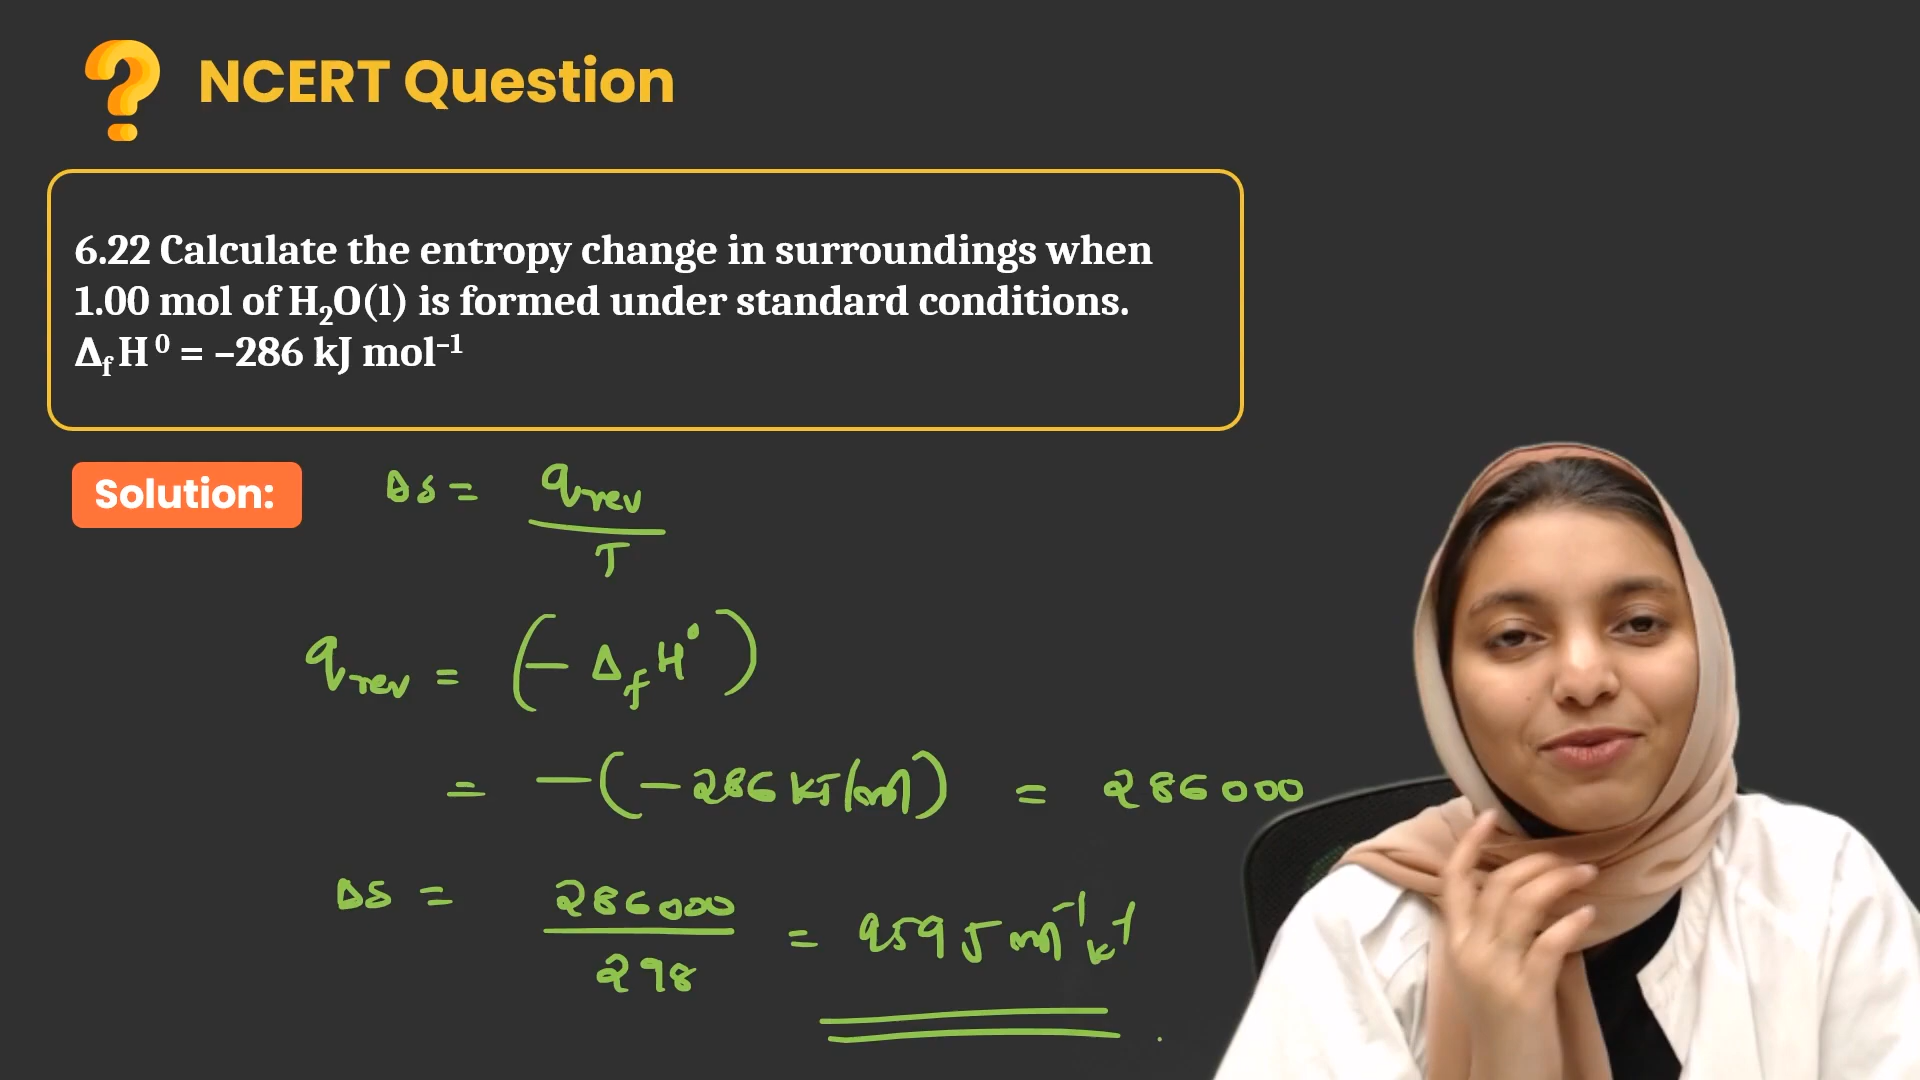 NCERT Question
6.22 Calculate the entropy change in surroundings when
1.00 mol of H₂O(l) is formed under standard conditions.
Δf H⁰ = –286 kJ mol⁻¹
Solution:
ΔS = qrev / T
qrev = (– ΔfH°)
= –(–286 kJ/mol) = 286000
ΔS = 286000 / 298 = 959 J mol⁻¹ k⁻¹